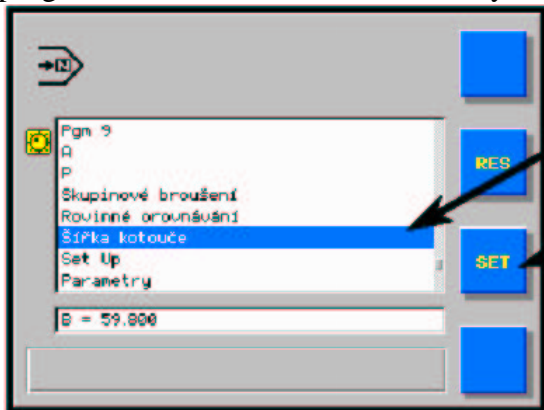 Pgm 9
A
P
Skupinové broušení
Rovinné orovnávání
Šířka kotouče
Set Up
Parametry
B = 59.800
RES
SET